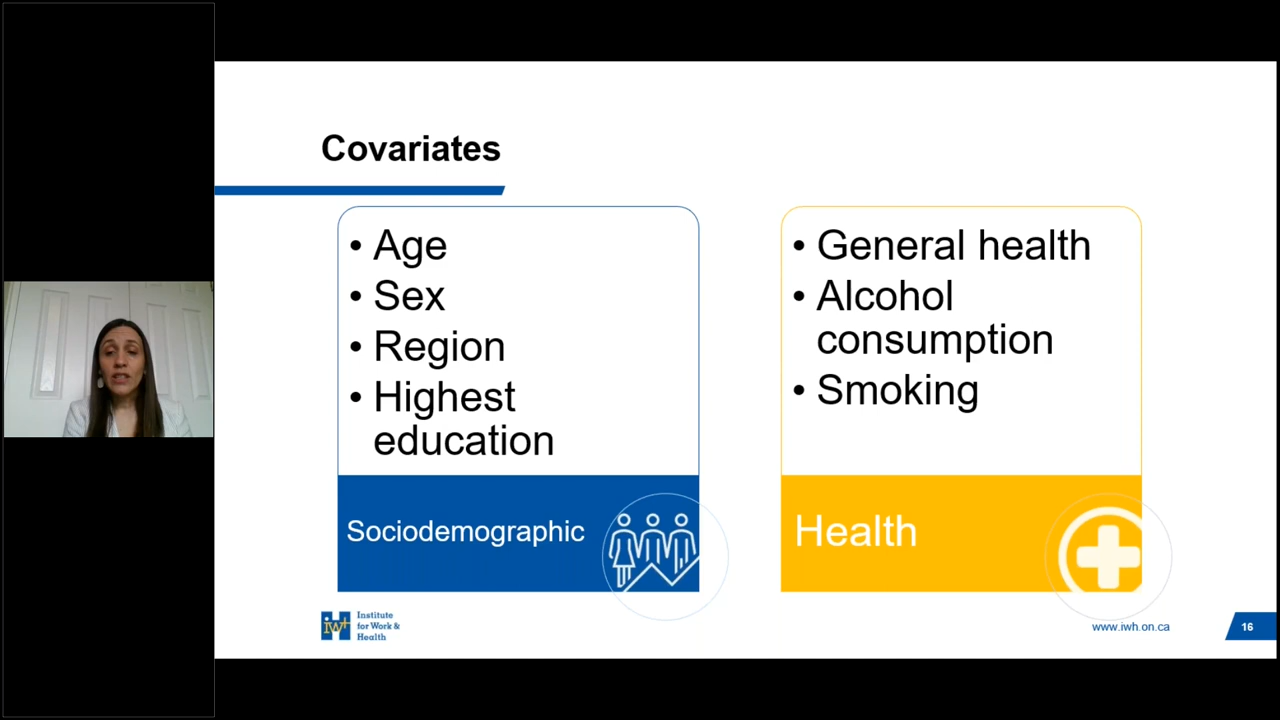 Covariates
• Age
• Sex
• Region
• Highest
education
Sociodemographic
• General health
• Alcohol
consumption
• Smoking
Health
iwh
Institute
for Work &
Health
www.iwh.on.ca
16